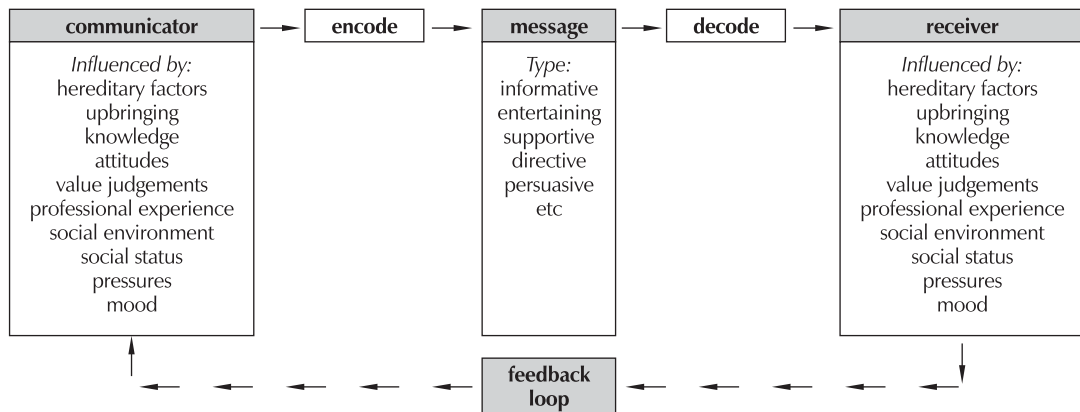 communicator
encode
message
decode
receiver
Influenced by:
hereditary factors
upbringing
knowledge
attitudes
value judgements
professional experience
social environment
social status
pressures
mood
Type:
informative
entertaining
supportive
directive
persuasive
etc
Influenced by:
hereditary factors
upbringing
knowledge
attitudes
value judgements
professional experience
social environment
social status
pressures
mood
feedback
loop